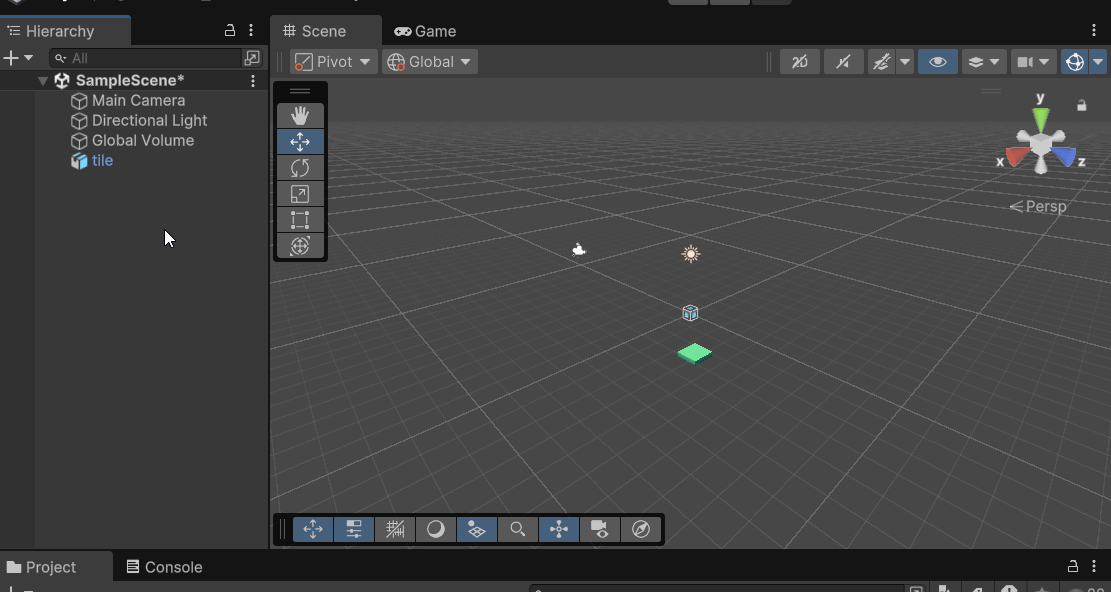 Hierarchy
Scene
Game
All
Pivot
Global
SampleScene*
Main Camera
Directional Light
Global Volume
tile
y
x
z
Persp
Project
Console